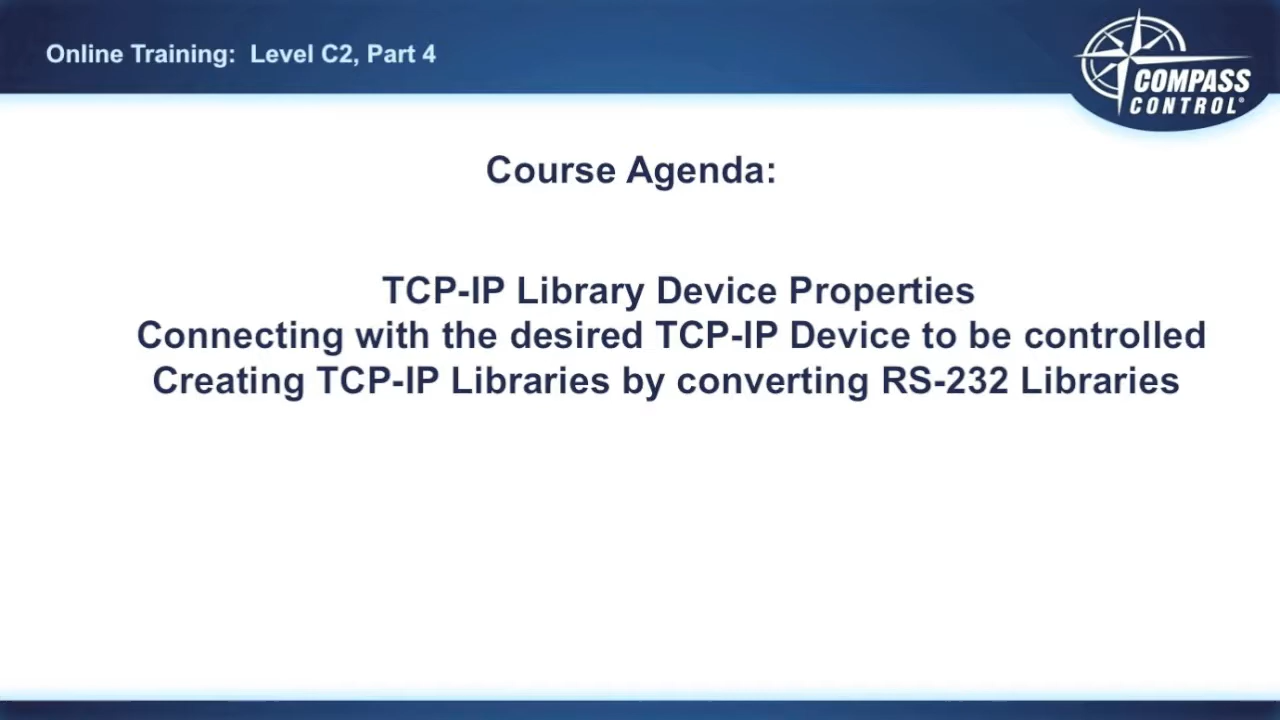 Online Training: Level C2, Part 4
COMPASS
CONTROL®
Course Agenda:
TCP-IP Library Device Properties
Connecting with the desired TCP-IP Device to be controlled
Creating TCP-IP Libraries by converting RS-232 Libraries